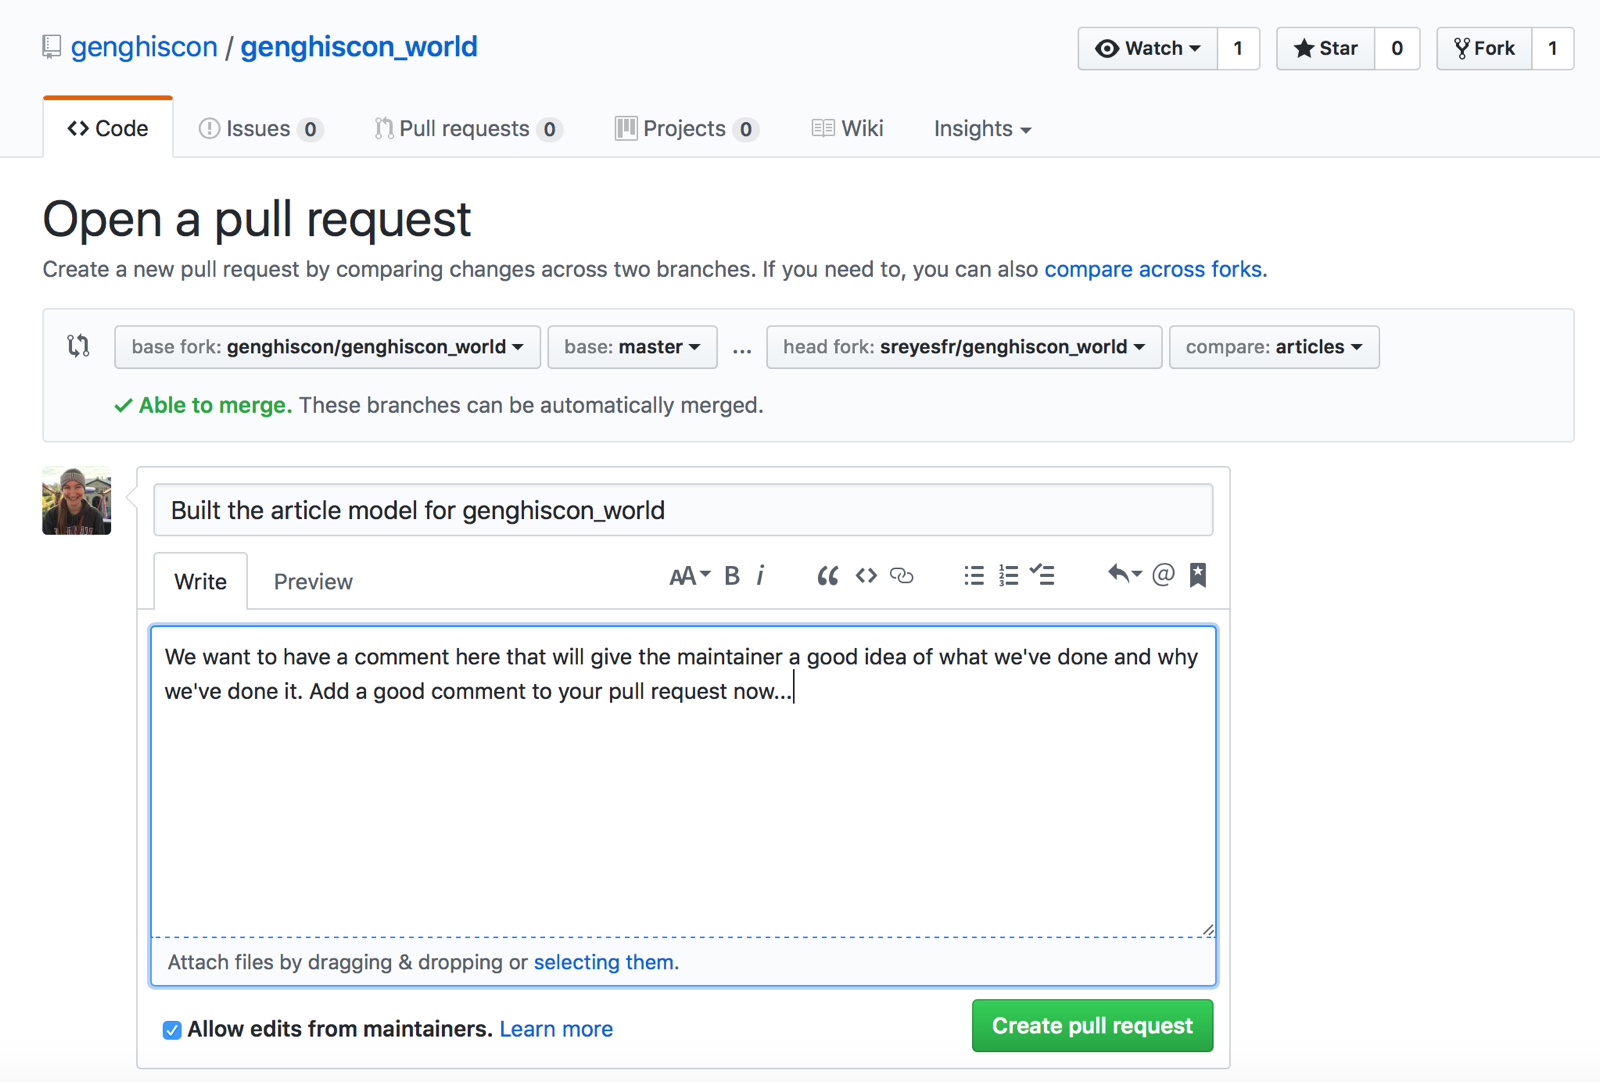 genghiscon / genghiscon_world
Watch 1 Star 0 Fork 1
Code Issues 0 Pull requests 0 Projects 0 Wiki Insights
Open a pull request
Create a new pull request by comparing changes across two branches. If you need to, you can also compare across forks.
base fork: genghiscon/genghiscon_world base: master ... head fork: sreyesfr/genghiscon_world compare: articles
Able to merge. These branches can be automatically merged.
Built the article model for genghiscon_world
Write Preview AA B i @
We want to have a comment here that will give the maintainer a good idea of what we've done and why
we've done it. Add a good comment to your pull request now...
Attach files by dragging & dropping or selecting them.
Allow edits from maintainers. Learn more
Create pull request